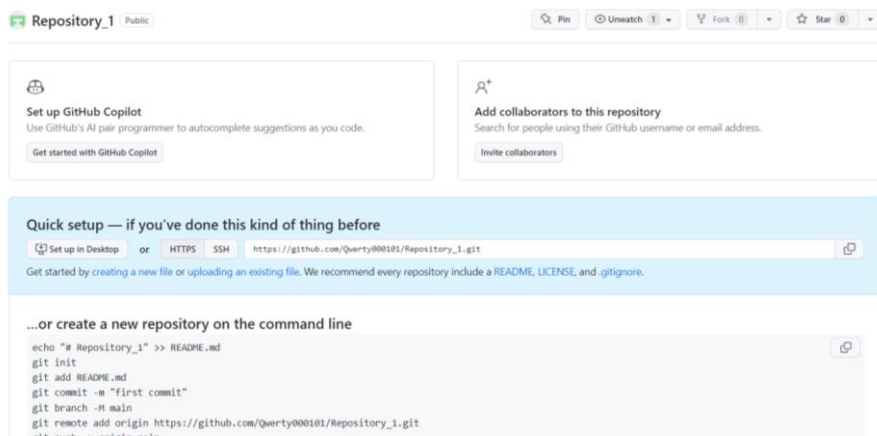 Repository_1 Public Pin Unwatch 1 Fork 0 Star 0
Set up GitHub Copilot
Use GitHub's AI pair programmer to autocomplete suggestions as you code.
Get started with GitHub Copilot
Add collaborators to this repository
Search for people using their GitHub username or email address.
Invite collaborators
Quick setup — if you've done this kind of thing before
Set up in Desktop or HTTPS SSH https://github.com/Qwerty000101/Repository_1.git
Get started by creating a new file or uploading an existing file. We recommend every repository include a README, LICENSE, and .gitignore.
...or create a new repository on the command line
echo "# Repository_1" >> README.md
git init
git add README.md
git commit -m "first commit"
git branch -M main
git remote add origin https://github.com/Qwerty000101/Repository_1.git